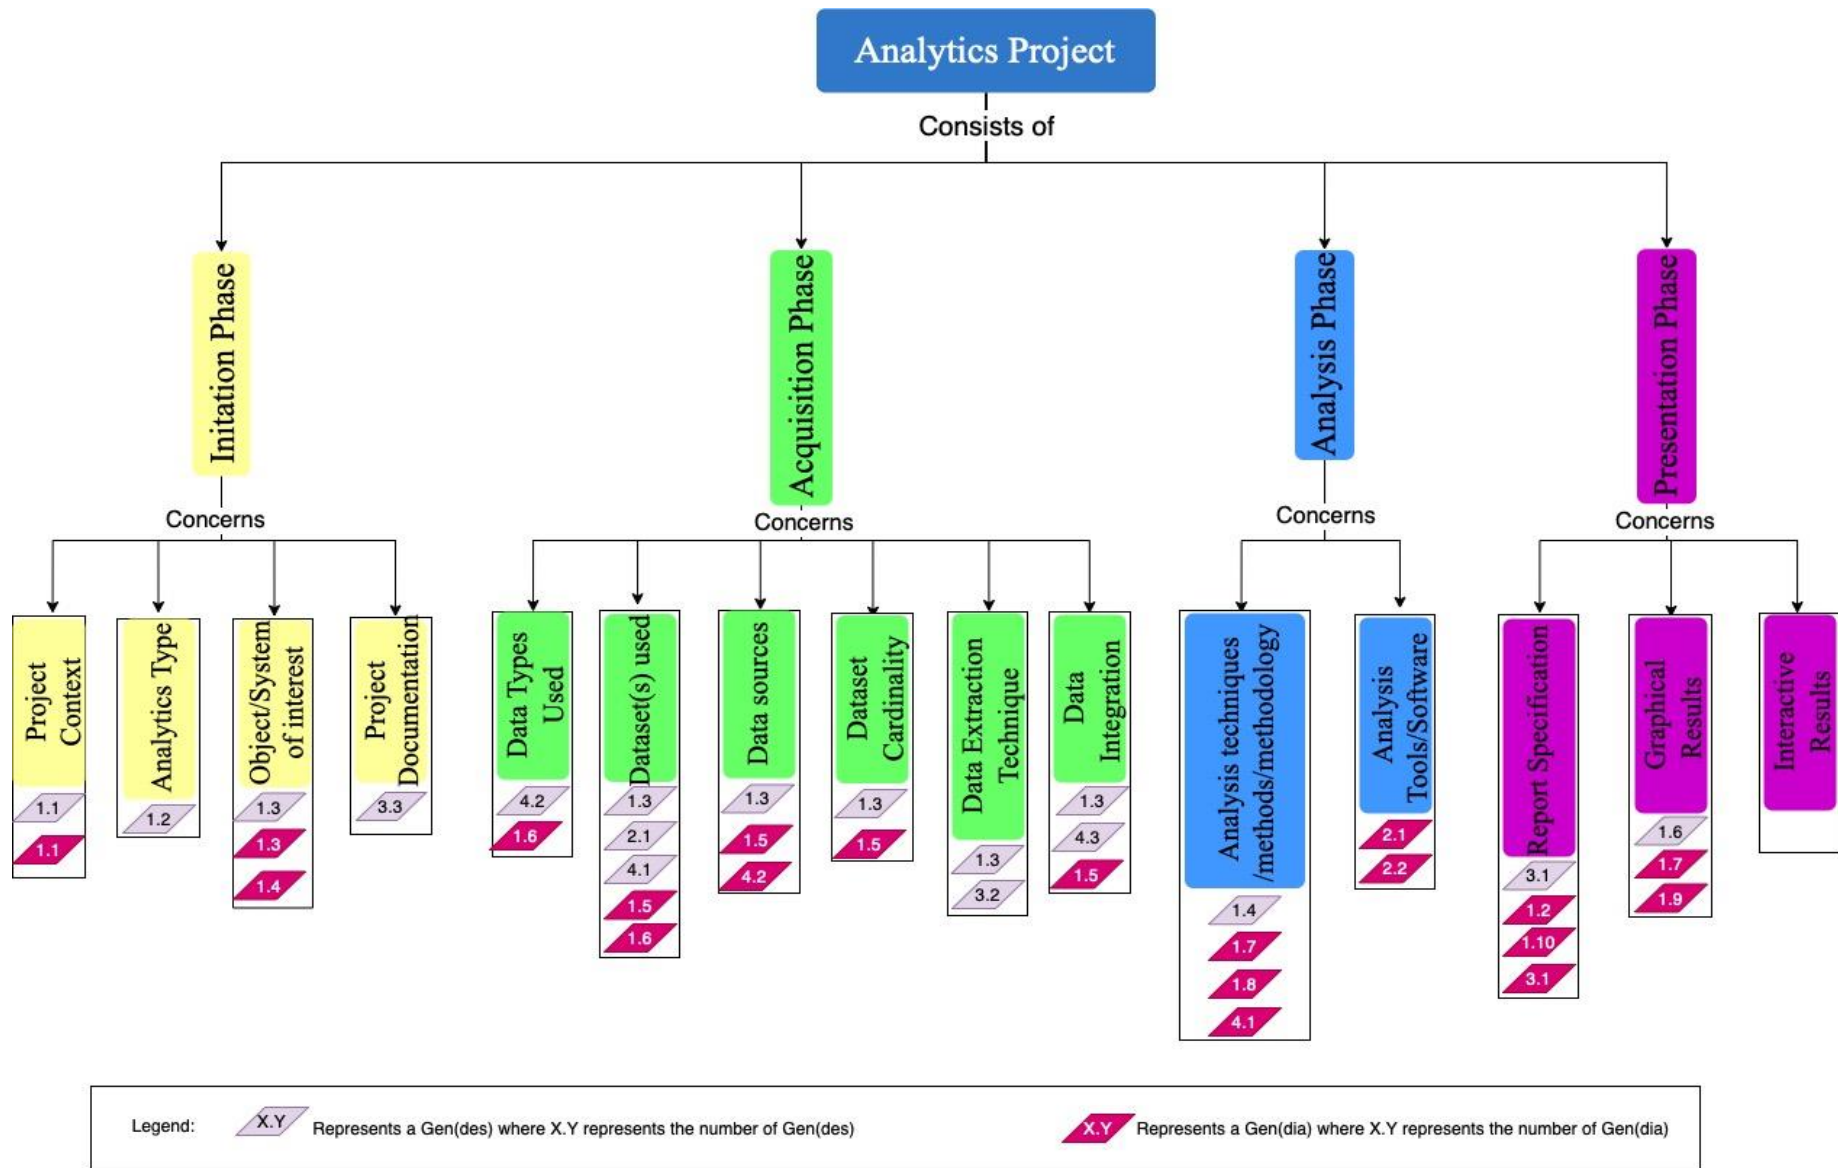 Analytics Project
Consists of
Initation Phase
Acquisition Phase
Analysis Phase
Presentation Phase
Concerns
Concerns
Concerns
Concerns
Project
Context
1.1
1.1
Analytics Type
1.2
Object/System
of interest
1.3
1.3
1.4
Project
Documentation
3.3
Data Types
Used
4.2
1.6
Dataset(s) used
1.3
2.1
4.1
1.5
1.6
Data sources
1.3
1.5
4.2
Dataset
Cardinality
1.3
1.5
Data Extraction
Technique
1.3
3.2
Data
Integration
1.3
4.3
1.5
Analysis techniques
/methods/methodology
1.4
1.7
1.8
4.1
Analysis
Tools/Software
2.1
2.2
Report Specification
3.1
1.2
1.10
3.1
Graphical
Results
1.6
1.7
1.9
Interactive
Results
Legend:
X.Y
Represents a Gen(des) where X.Y represents the number of Gen(des)
X.Y
Represents a Gen(dia) where X.Y represents the number of Gen(dia)